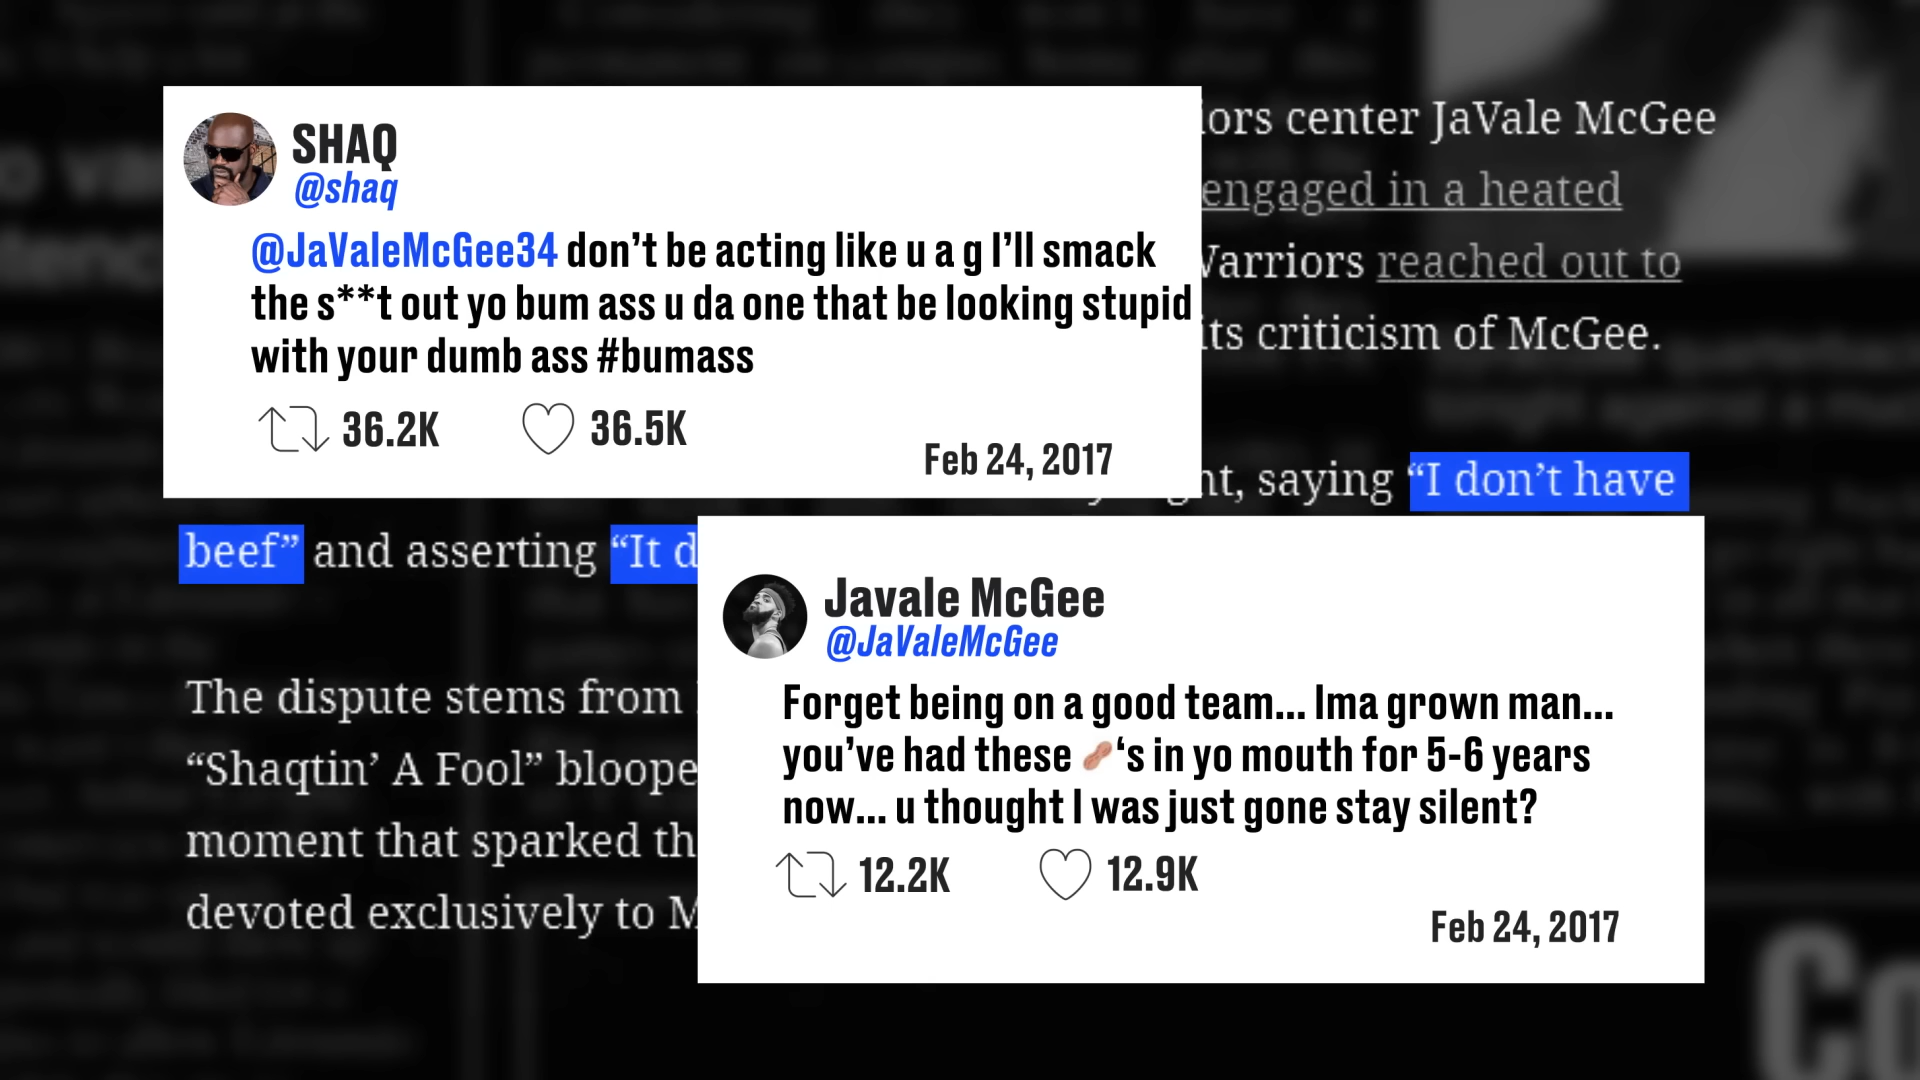 SHAQ
@shaq
@JaValeMcGee34 don’t be acting like u a g I’ll smack
the s**t out yo bum ass u da one that be looking stupid
with your dumb ass #bumass
36.2K 36.5K
Feb 24, 2017
iors center JaVale McGee
engaged in a heated
Warriors reached out to
its criticism of McGee.
ht, saying “I don’t have
beef” and asserting “It d
The dispute stems from
“Shaqtin’ A Fool” bloope
moment that sparked th
devoted exclusively to M
Javale McGee
@JaValeMcGee
Forget being on a good team... Ima grown man...
you’ve had these 🥜‘s in yo mouth for 5-6 years
now... u thought I was just gone stay silent?
12.2K 12.9K
Feb 24, 2017
Co